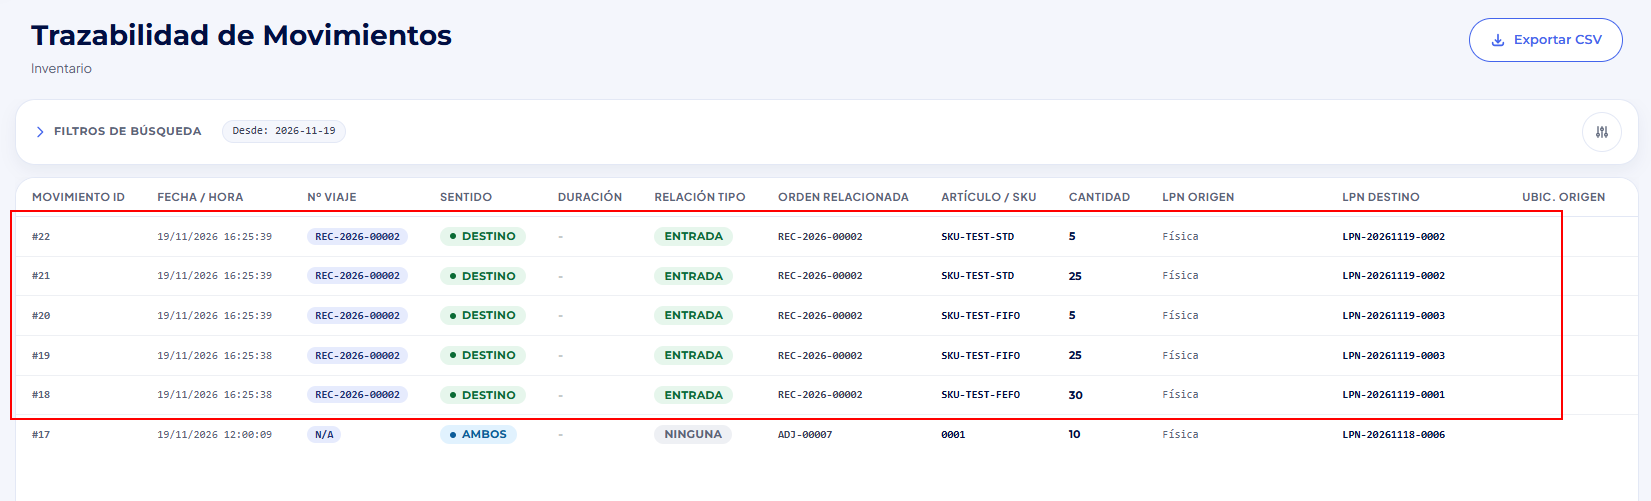 Trazabilidad de Movimientos
Inventario
Exportar CSV
FILTROS DE BÚSQUEDA Desde: 2026-11-19
MOVIMIENTO ID FECHA / HORA Nº VIAJE SENTIDO DURACIÓN RELACIÓN TIPO ORDEN RELACIONADA ARTÍCULO / SKU CANTIDAD LPN ORIGEN LPN DESTINO UBIC. ORIGEN
#22 19/11/2026 16:25:39 REC-2026-00002 DESTINO - ENTRADA REC-2026-00002 SKU-TEST-STD 5 Física LPN-20261119-0002
#21 19/11/2026 16:25:39 REC-2026-00002 DESTINO - ENTRADA REC-2026-00002 SKU-TEST-STD 25 Física LPN-20261119-0002
#20 19/11/2026 16:25:39 REC-2026-00002 DESTINO - ENTRADA REC-2026-00002 SKU-TEST-FIFO 5 Física LPN-20261119-0003
#19 19/11/2026 16:25:38 REC-2026-00002 DESTINO - ENTRADA REC-2026-00002 SKU-TEST-FIFO 25 Física LPN-20261119-0003
#18 19/11/2026 16:25:38 REC-2026-00002 DESTINO - ENTRADA REC-2026-00002 SKU-TEST-FEFO 30 Física LPN-20261119-0001
#17 19/11/2026 12:00:09 N/A AMBOS - NINGUNA ADJ-00007 0001 10 Física LPN-20261118-0006